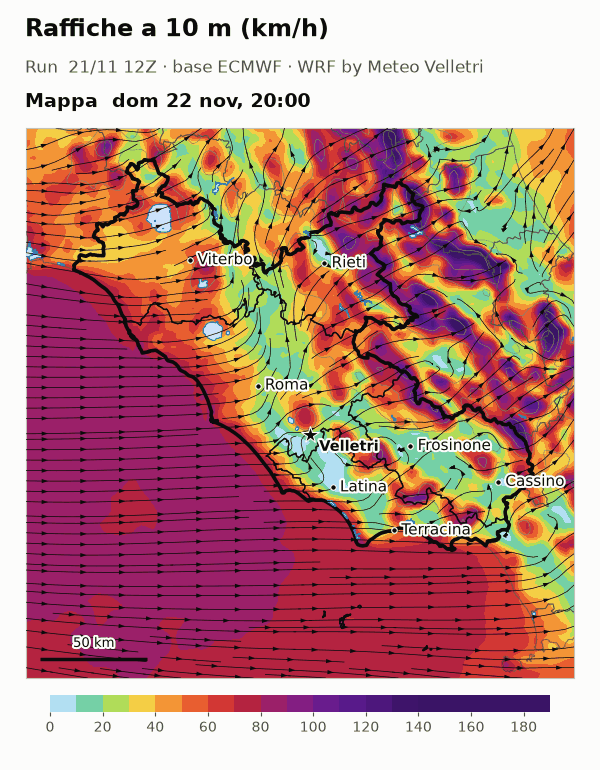 Raffiche a 10 m (km/h)
Run  21/11 12Z · base ECMWF · WRF by Meteo Velletri
Mappa  dom 22 nov, 20:00
Viterbo
Rieti
Roma
Velletri
Frosinone
Cassino
Latina
Terracina
50 km
0 20 40 60 80 100 120 140 160 180